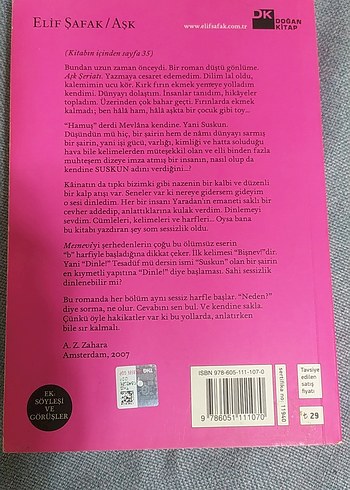 ELİF ŞAFAK / AŞK
www.elifsafak.com.tr
DK
DOĞAN
KİTAP
(Kitabın içinden sayfa 35)
Bundan uzun zaman önceydi. Bir roman düştü gönlüme.
Aşk Şeriatı. Yazmaya cesaret edemedim. Dilim lal oldu,
kalemimin ucu kör. Kırk fırın ekmek yemeye yolladım
kendimi. Dünyayı dolaştım. İnsanlar tanıdım, hikâyeler
topladım. Üzerinden çok bahar geçti. Fırınlarda ekmek
kalmadı; ben hâlâ ham, hâlâ aşkta bir çocuk gibi toy...
"Hamuş" derdi Mevlâna kendine. Yani Suskun.
Düşündün mü hiç, bir şairin hem de nâmı dünyayı sarmış
bir şairin, yani işi gücü, varlığı, kimliği ve hatta soluduğu
hava bile kelimelerden müteşekkil olan ve elli binden fazla
muhteşem dizeye imza atmış bir insanın, nasıl olup da
kendine SUSKUN adını verdiğini...?
Kâinatın da tıpkı bizimki gibi nazenin bir kalbi ve düzenli
bir kalp atışı var. Seneler var ki nereye gidersem gideyim
o sesi dinledim. Her bir insanı Yaradan'ın emaneti saklı bir
cevher addedip, anlattıklarına kulak verdim. Dinlemeyi
sevdim. Cümleleri, kelimeleri ve harfleri... Oysa bana
bu kitabı yazdıran şey som sessizlik oldu.
Mesnevi'yi şerhedenlerin çoğu bu ölümsüz eserin
"b" harfiyle başladığına dikkat çeker. İlk kelimesi "Bişnev!"dir.
Yani "Dinle!" Tesadüf mü dersin ismi "Suskun" olan bir şairin
en kıymetli yapıtına "Dinle!" diye başlaması. Sahi sessizlik
dinlenebilir mi?
Bu romanda her bölüm aynı sessiz harfle başlar. "Neden?"
diye sorma, ne olur. Cevabını sen bul. Ve kendine sakla.
Çünkü öyle hakikatler var ki bu yollarda, anlatırken
bile sır kalmalı.
A. Z. Zahara
Amsterdam, 2007
EK:
SÖYLEŞİ
VE
GÖRÜŞLER
ISBN 978-605-111-107-0
9 786051 111070
sertifika no: 11940
Tavsiye
edilen
satış
fiyatı
₺ 29